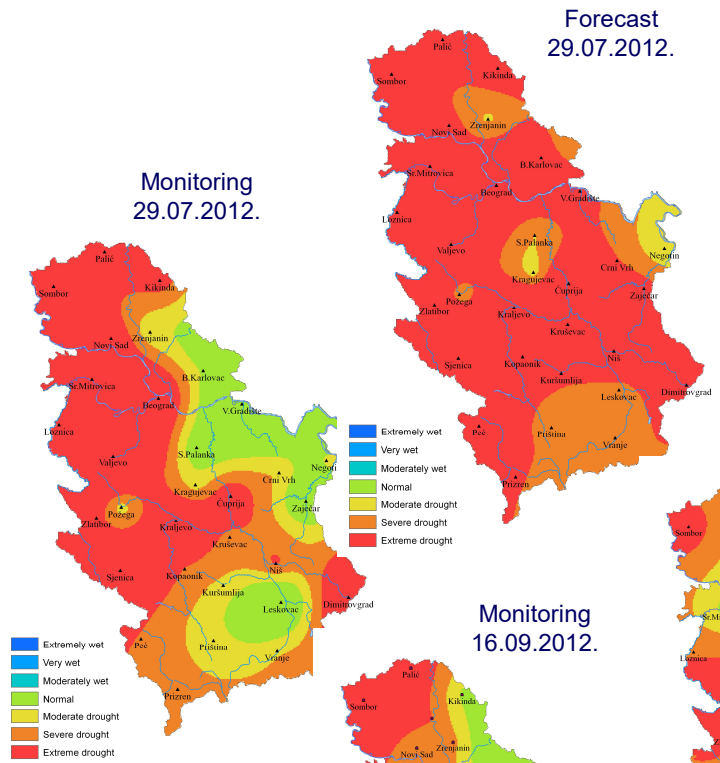 Forecast
29.07.2012.
Palić
Kikinda
Sombor
Zrenjanin
Novi Sad
B.Karlovac
Sr.Mitrovica
Beograd
V.Gradište
Loznica
S.Palanka
Valjevo
Negotin
Crni Vrh
Kragujevac
Ćuprija
Zaječar
Požega
Zlatibor
Kraljevo
Kruševac
Sjenica
Kopaonik
Niš
Kuršumlija
Leskovac
Dimitrovgrad
Peć
Priština
Vranje
Prizren
Extremely wet
Very wet
Moderately wet
Normal
Moderate drought
Severe drought
Extreme drought
Monitoring
29.07.2012.
Palić
Kikinda
Sombor
Zrenjanin
Novi Sad
B.Karlovac
Sr.Mitrovica
Beograd
V.Gradište
Loznica
S.Palanka
Valjevo
Negotin
Crni Vrh
Kragujevac
Ćuprija
Zaječar
Požega
Zlatibor
Kraljevo
Kruševac
Sjenica
Kopaonik
Niš
Kuršumlija
Leskovac
Dimitrovgrad
Peć
Priština
Vranje
Prizren
Extremely wet
Very wet
Moderately wet
Normal
Moderate drought
Severe drought
Extreme drought
Monitoring
16.09.2012.
Palić
Kikinda
Sombor
Zrenjanin
Novi Sad
Sombor
Sr.M
Loznica